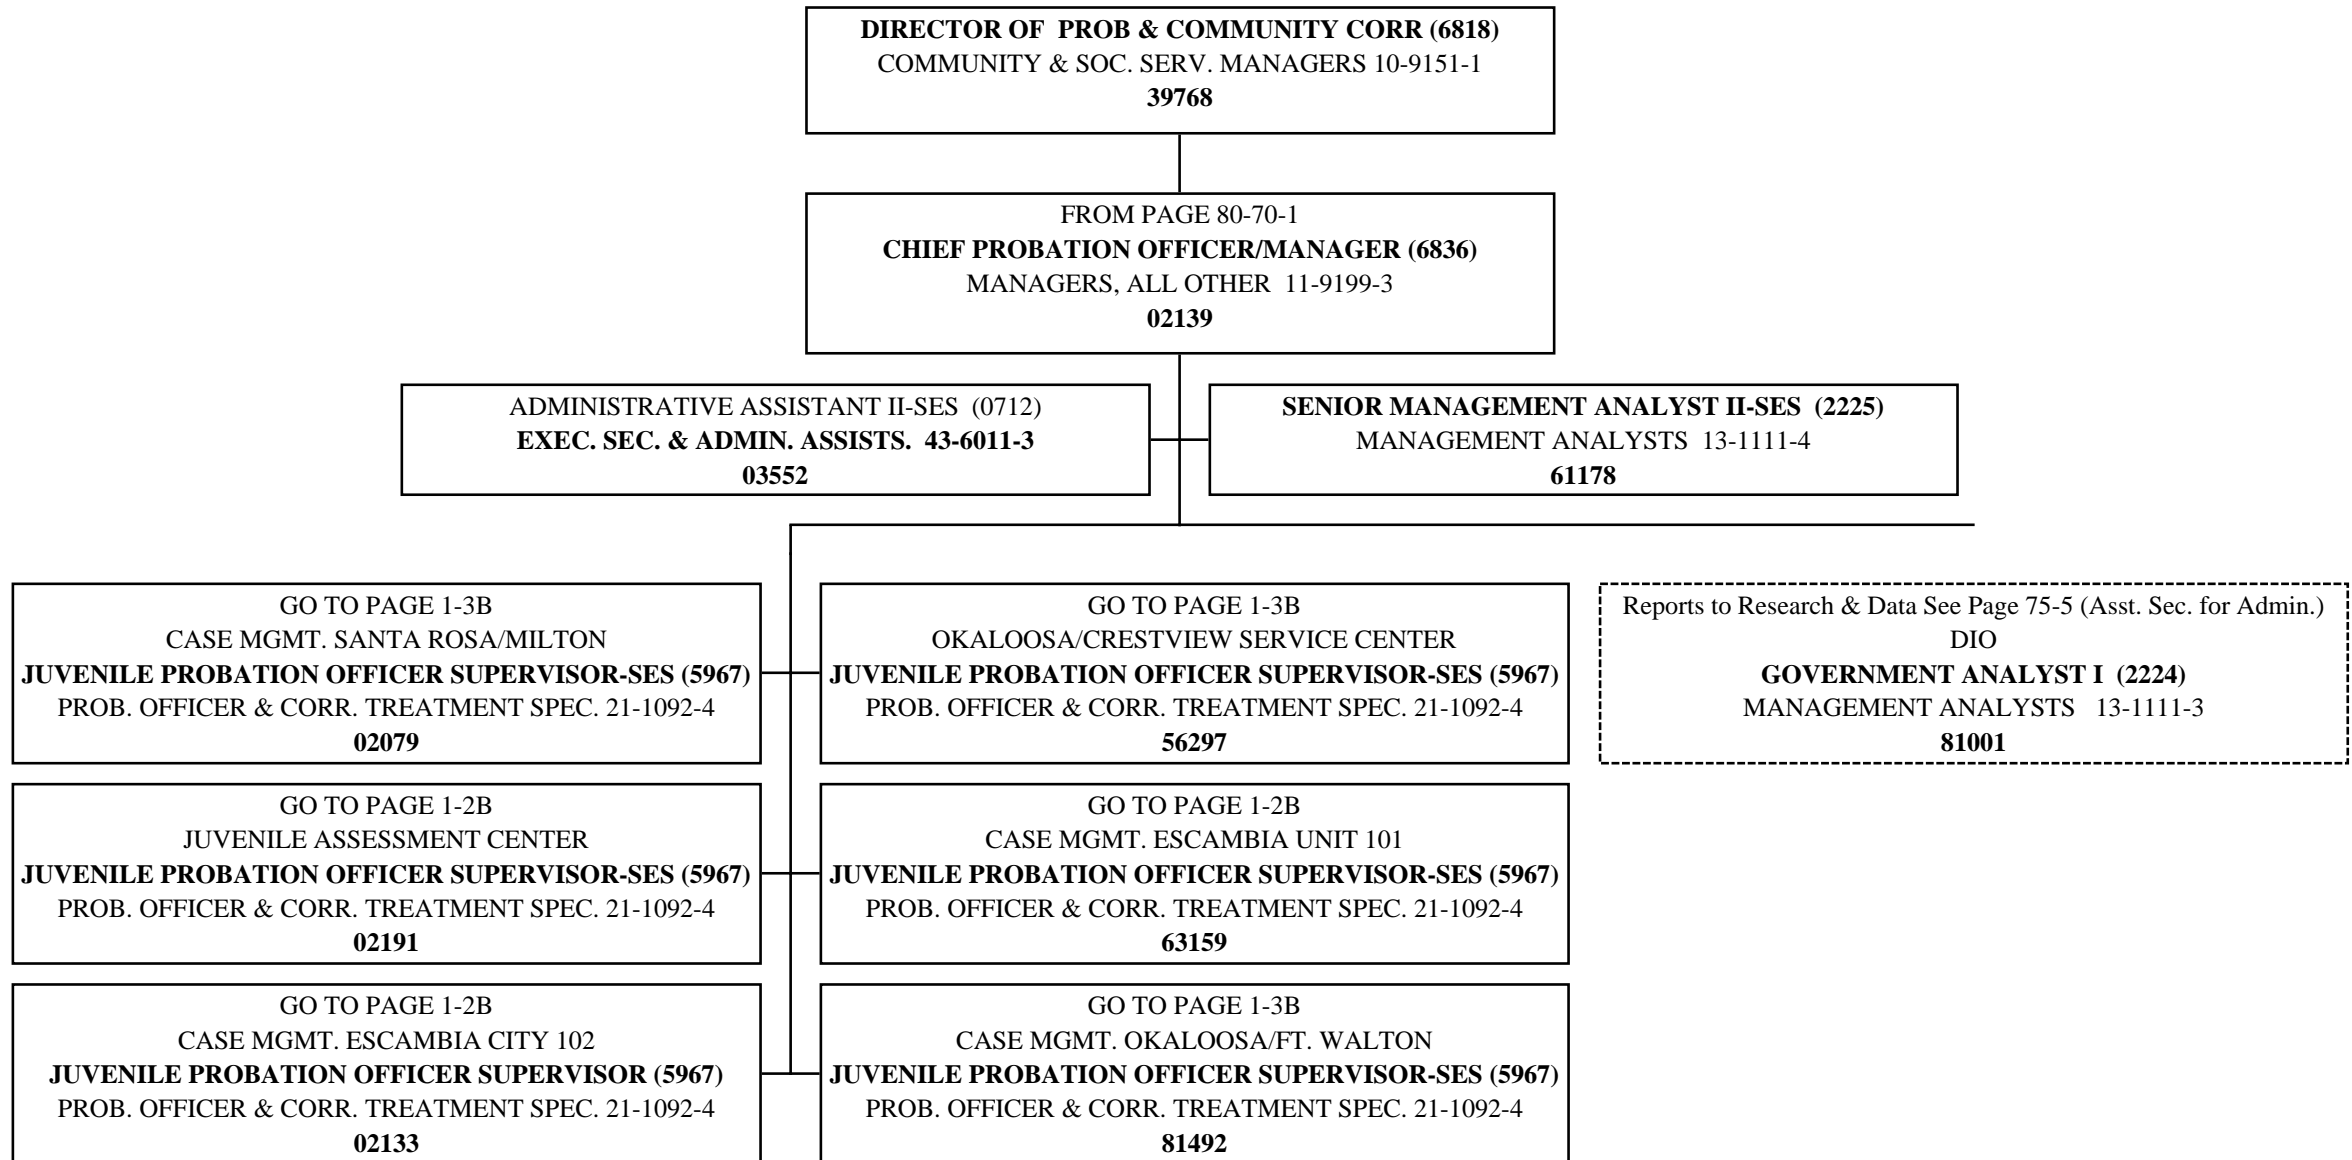 DIRECTOR OF PROB & COMMUNITY CORR (6818)
COMMUNITY & SOC. SERV. MANAGERS 10-9151-1
39768
FROM PAGE 80-70-1
CHIEF PROBATION OFFICER/MANAGER (6836)
MANAGERS, ALL OTHER 11-9199-3
02139
ADMINISTRATIVE ASSISTANT II-SES (0712)
EXEC. SEC. & ADMIN. ASSISTS. 43-6011-3
03552
SENIOR MANAGEMENT ANALYST II-SES (2225)
MANAGEMENT ANALYSTS 13-1111-4
61178
GO TO PAGE 1-3B
CASE MGMT. SANTA ROSA/MILTON
JUVENILE PROBATION OFFICER SUPERVISOR-SES (5967)
PROB. OFFICER & CORR. TREATMENT SPEC. 21-1092-4
02079
GO TO PAGE 1-3B
OKALOOSA/CRESTVIEW SERVICE CENTER
JUVENILE PROBATION OFFICER SUPERVISOR-SES (5967)
PROB. OFFICER & CORR. TREATMENT SPEC. 21-1092-4
56297
Reports to Research & Data See Page 75-5 (Asst. Sec. for Admin.)
DIO
GOVERNMENT ANALYST I (2224)
MANAGEMENT ANALYSTS 13-1111-3
81001
GO TO PAGE 1-2B
JUVENILE ASSESSMENT CENTER
JUVENILE PROBATION OFFICER SUPERVISOR-SES (5967)
PROB. OFFICER & CORR. TREATMENT SPEC. 21-1092-4
02191
GO TO PAGE 1-2B
CASE MGMT. ESCAMBIA UNIT 101
JUVENILE PROBATION OFFICER SUPERVISOR-SES (5967)
PROB. OFFICER & CORR. TREATMENT SPEC. 21-1092-4
63159
GO TO PAGE 1-2B
CASE MGMT. ESCAMBIA CITY 102
JUVENILE PROBATION OFFICER SUPERVISOR (5967)
PROB. OFFICER & CORR. TREATMENT SPEC. 21-1092-4
02133
GO TO PAGE 1-3B
CASE MGMT. OKALOOSA/FT. WALTON
JUVENILE PROBATION OFFICER SUPERVISOR-SES (5967)
PROB. OFFICER & CORR. TREATMENT SPEC. 21-1092-4
81492